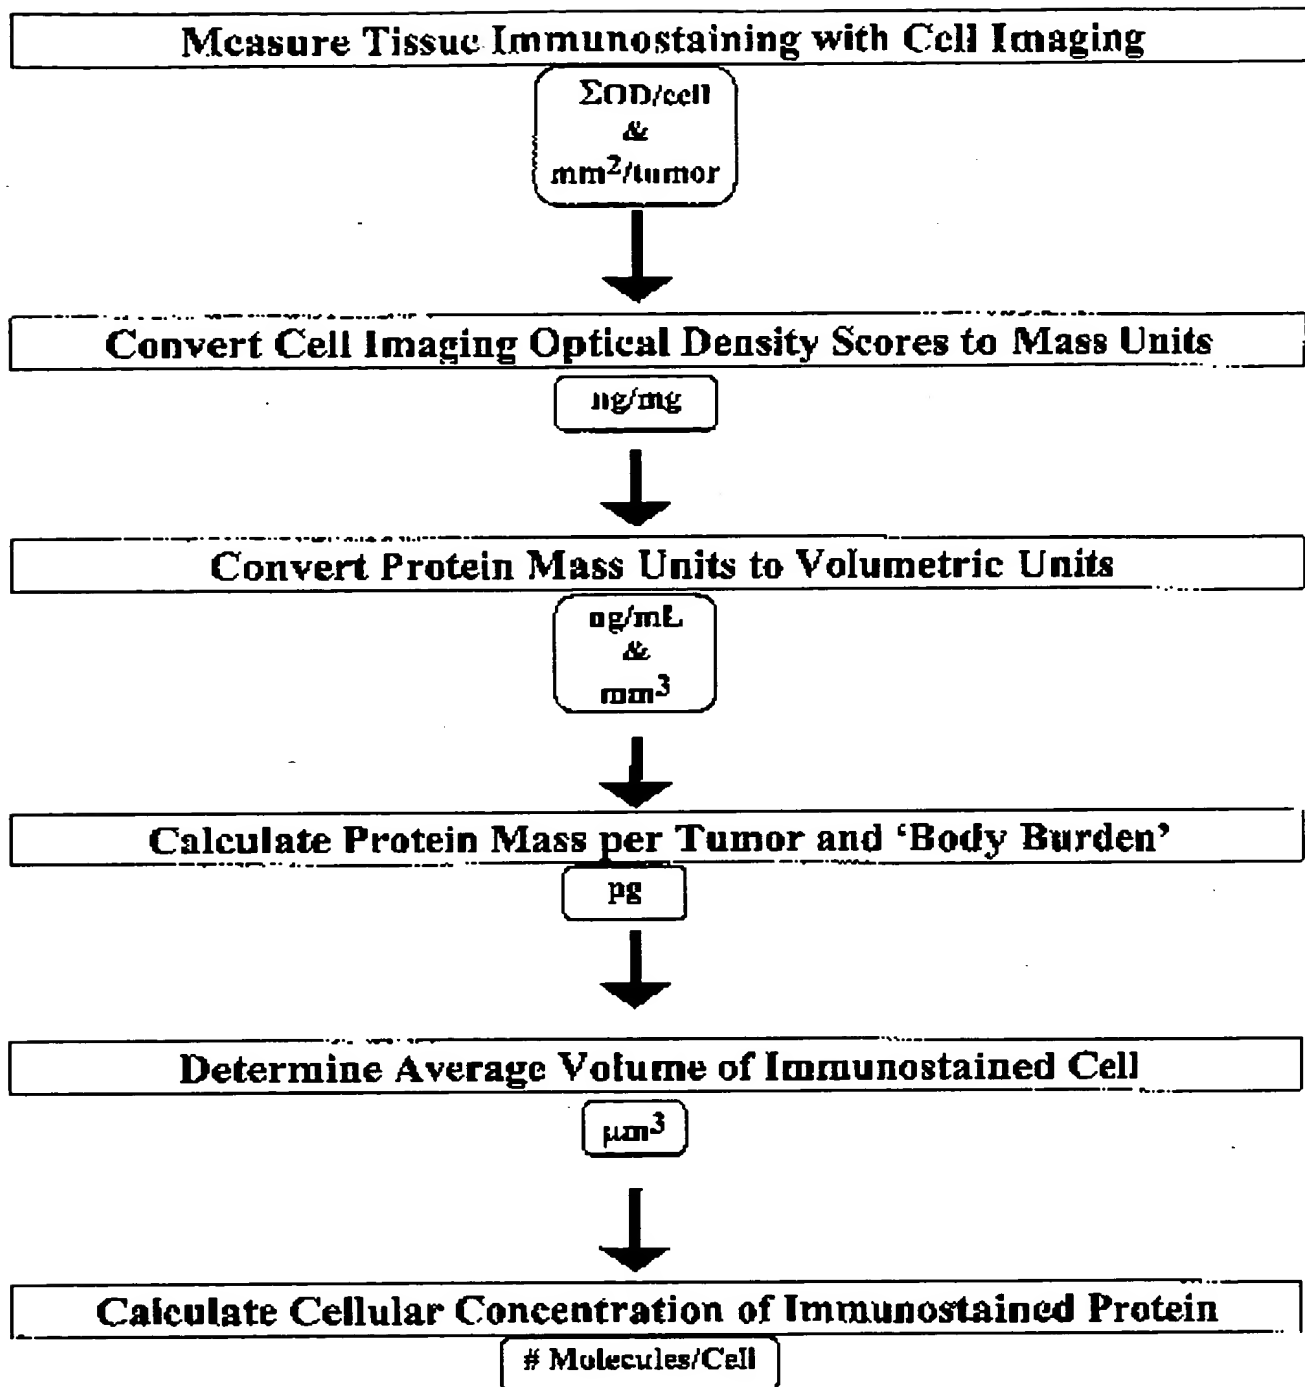 Measure Tissue Immunostaining with Cell Imaging
ΣOD/cell
&
mm²/tumor
Convert Cell Imaging Optical Density Scores to Mass Units
ng/mg
Convert Protein Mass Units to Volumetric Units
ng/mL
&
mm³
Calculate Protein Mass per Tumor and ‘Body Burden’
pg
Determine Average Volume of Immunostained Cell
µm³
Calculate Cellular Concentration of Immunostained Protein
# Molecules/Cell